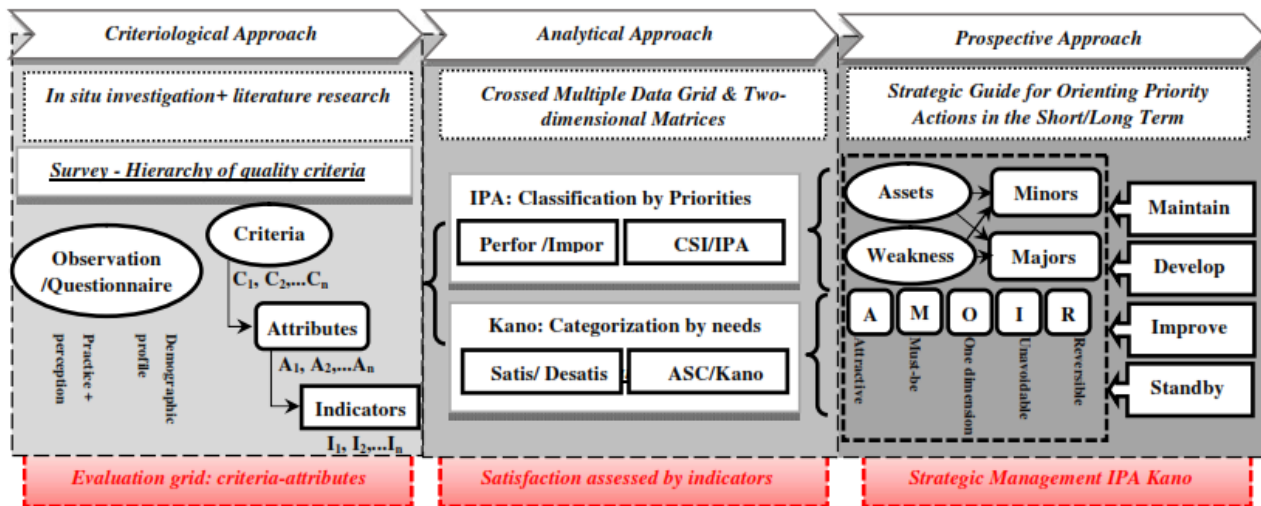 Criteriological Approach
In situ investigation+ literature research
Survey - Hierarchy of quality criteria
Observation
/Questionnaire
Practice +
perception
Demographic
profile
Criteria
C1, C2,...Cn
Attributes
A1, A2,...An
Indicators
I1, I2,...In
Evaluation grid: criteria-attributes
Analytical Approach
Crossed Multiple Data Grid & Two-
dimensional Matrices
IPA: Classification by Priorities
Perfor /Impor
CSI/IPA
Kano: Categorization by needs
Satis/ Desatis
ASC/Kano
Satisfaction assessed by indicators
Prospective Approach
Strategic Guide for Orienting Priority
Actions in the Short/Long Term
Assets
Minors
Weakness
Majors
A
M
O
I
R
Attractive
Must-be
One dimension
Unavoidable
Reversible
Maintain
Develop
Improve
Standby
Strategic Management IPA Kano